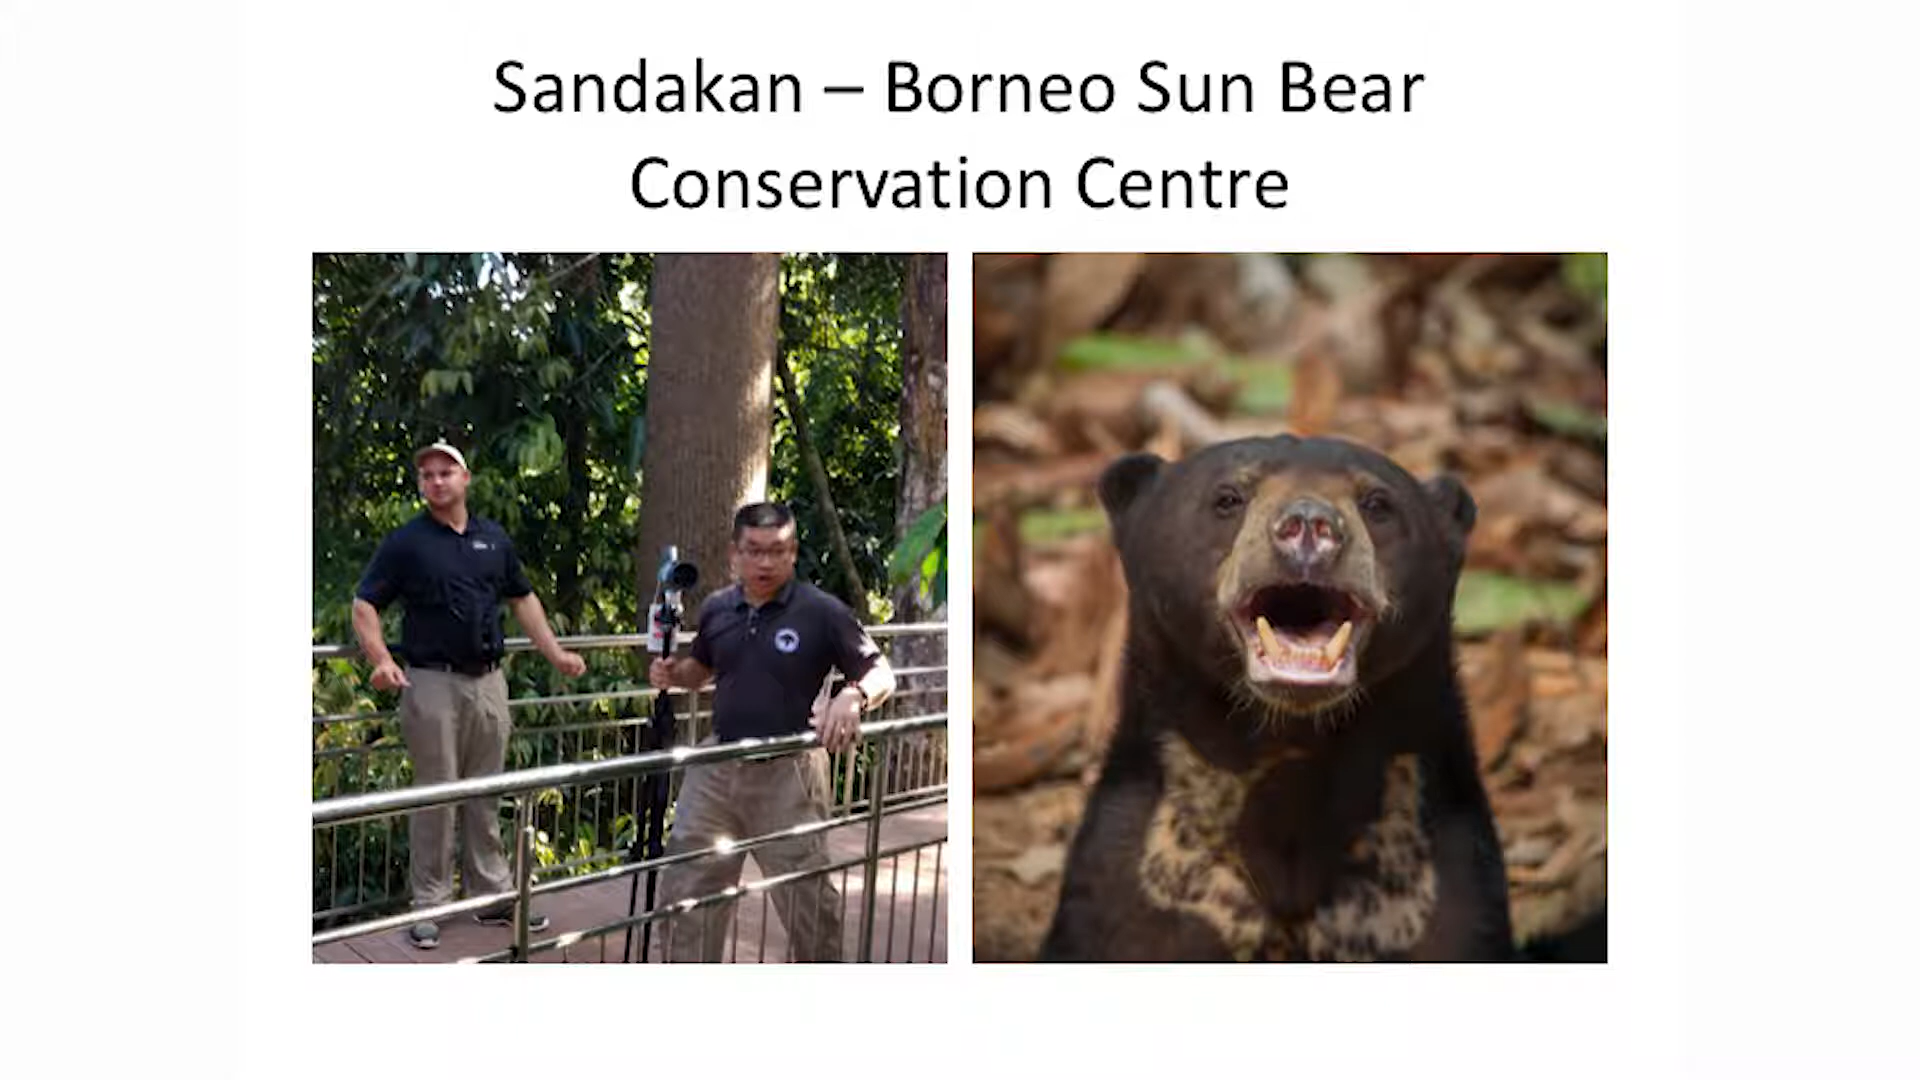 Sandakan – Borneo Sun Bear
Conservation Centre